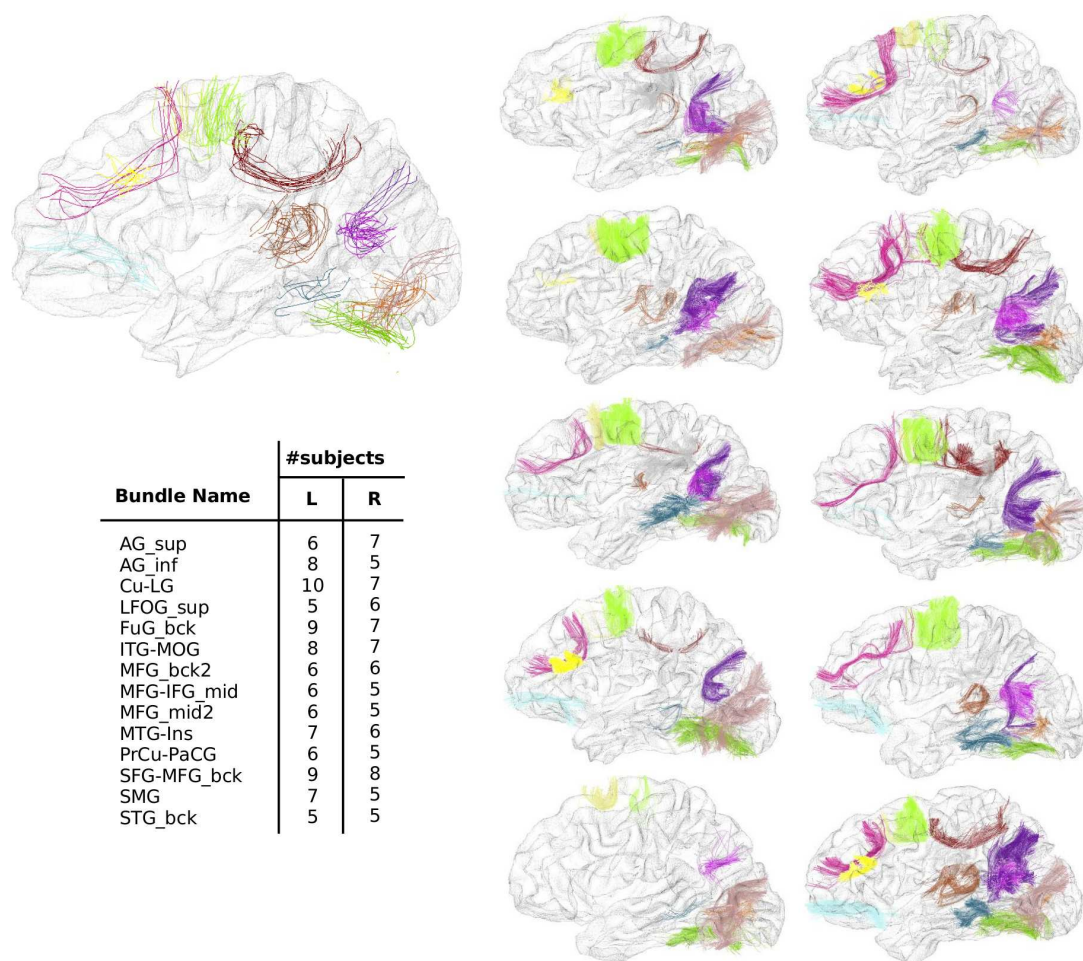 #subjects
Bundle Name L R
AG_sup 6 7
AG_inf 8 5
Cu-LG 10 7
LFOG_sup 5 6
FuG_bck 9 7
ITG-MOG 8 7
MFG_bck2 6 6
MFG-IFG_mid 6 5
MFG_mid2 6 5
MTG-Ins 7 6
PrCu-PaCG 6 5
SFG-MFG_bck 9 8
SMG 7 5
STG_bck 5 5